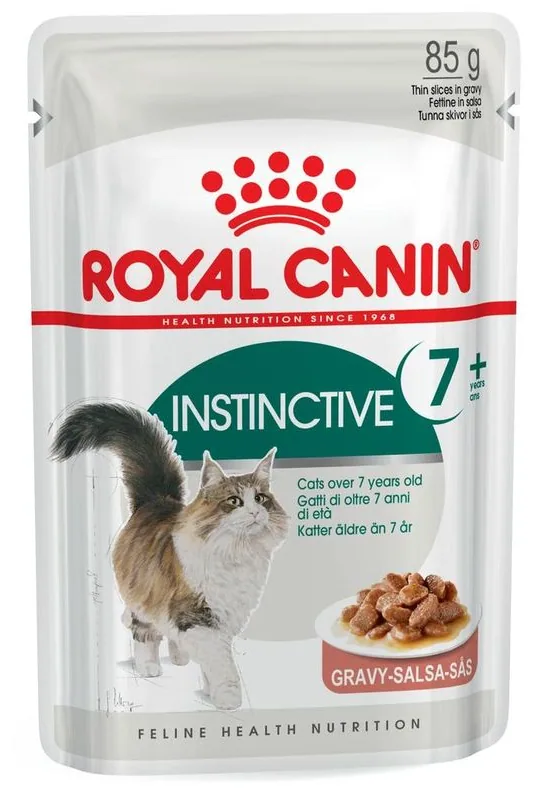 85 g
Thin slices in gravy
Fettine in salsa
Tunna skivor i sås
ROYAL CANIN®
HEALTH NUTRITION SINCE 1968
7+
years
ans
INSTINCTIVE
Cats over 7 years old
Gatti di oltre 7 anni
di età
Katter äldre än 7 år
GRAVY-SALSA-SÅS
FELINE HEALTH NUTRITION